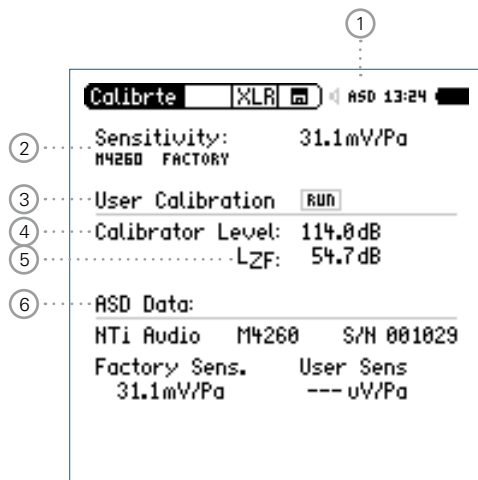 1
Calibrte XLR ASD 13:24
2 Sensitivity: 31.1mV/Pa
M4260 FACTORY
3 User Calibration RUN
4 Calibrator Level: 114.0dB
5 LZF: 54.7dB
6 ASD Data:
NTi Audio M4260 S/N 001029
Factory Sens. User Sens
31.1mV/Pa --- uV/Pa